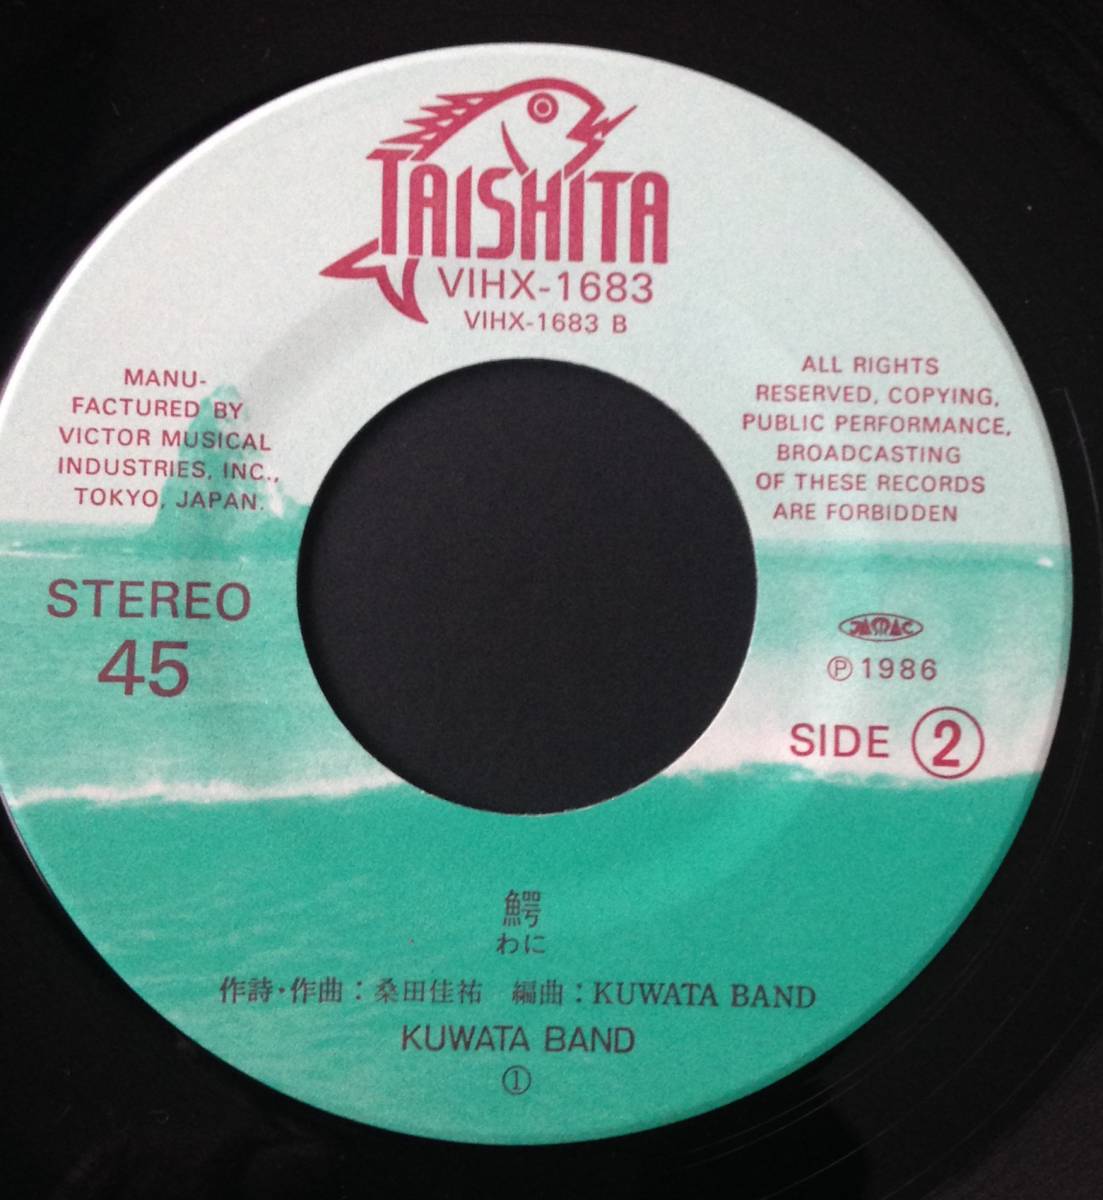 TAISHITA
VIHX-1683
VIHX-1683 B
MANU-
FACTURED BY
VICTOR MUSICAL
INDUSTRIES, INC.,
TOKYO, JAPAN.
ALL RIGHTS
RESERVED, COPYING,
PUBLIC PERFORMANCE,
BROADCASTING
OF THESE RECORDS
ARE FORBIDDEN
STEREO
45
JASRAC
Ⓟ1986
SIDE ②
鰐
わに
作詩・作曲：桑田佳祐 編曲：KUWATA BAND
KUWATA BAND
①